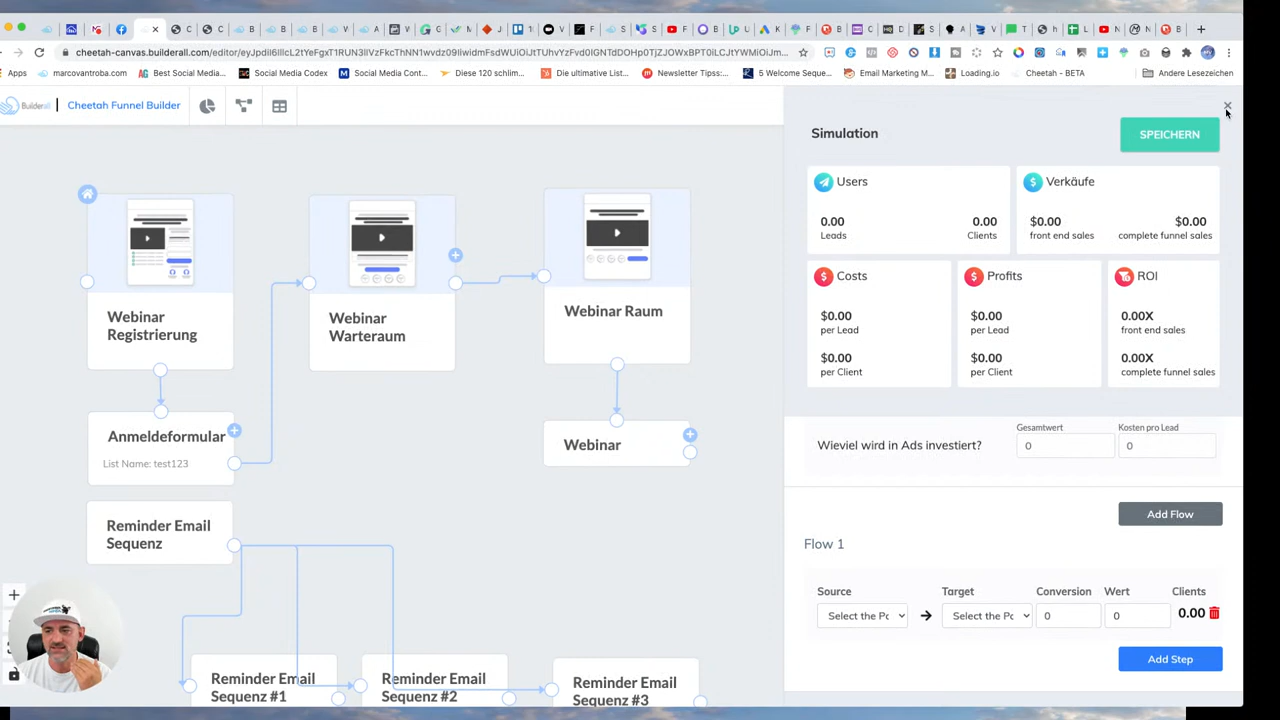 cheetah-canvas.builderall.com/editor/
Apps
marcovantroba.com
Best Social Media...
Social Media Codex
Social Media Cont...
Diese 120 schlim...
Die ultimative List...
Newsletter Tipps:...
5 Welcome Seque...
Email Marketing M...
Loading.io
Cheetah - BETA
Andere Lesezeichen
Builderall
Cheetah Funnel Builder
Simulation
SPEICHERN
Users
0.00 0.00
Leads Clients
Verkäufe
$0.00 $0.00
front end sales complete funnel sales
Costs
$0.00
per Lead
$0.00
per Client
Profits
$0.00
per Lead
$0.00
per Client
ROI
0.00X
front end sales
0.00X
complete funnel sales
Wieviel wird in Ads investiert?
Gesamtwert Kosten pro Lead
0 0
Add Flow
Flow 1
Source Target Conversion Wert Clients
Select the Pc Select the Pc 0 0 0.00
Add Step
Webinar
Registrierung
Webinar
Warteraum
Webinar Raum
Anmeldeformular
List Name: test123
Webinar
Reminder Email
Sequenz
Reminder Email
Sequenz #1
Reminder Email
Sequenz #2
Reminder Email
Sequenz #3